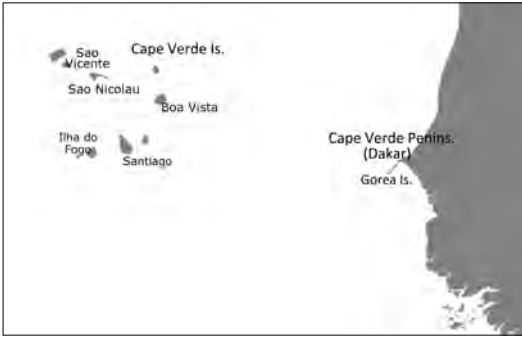 Sao
Vicente
Cape Verde Is.
Sao Nicolau
Boa Vista
Ilha do
Fogo
Santiago
Cape Verde Penins.
(Dakar)
Gorea Is.